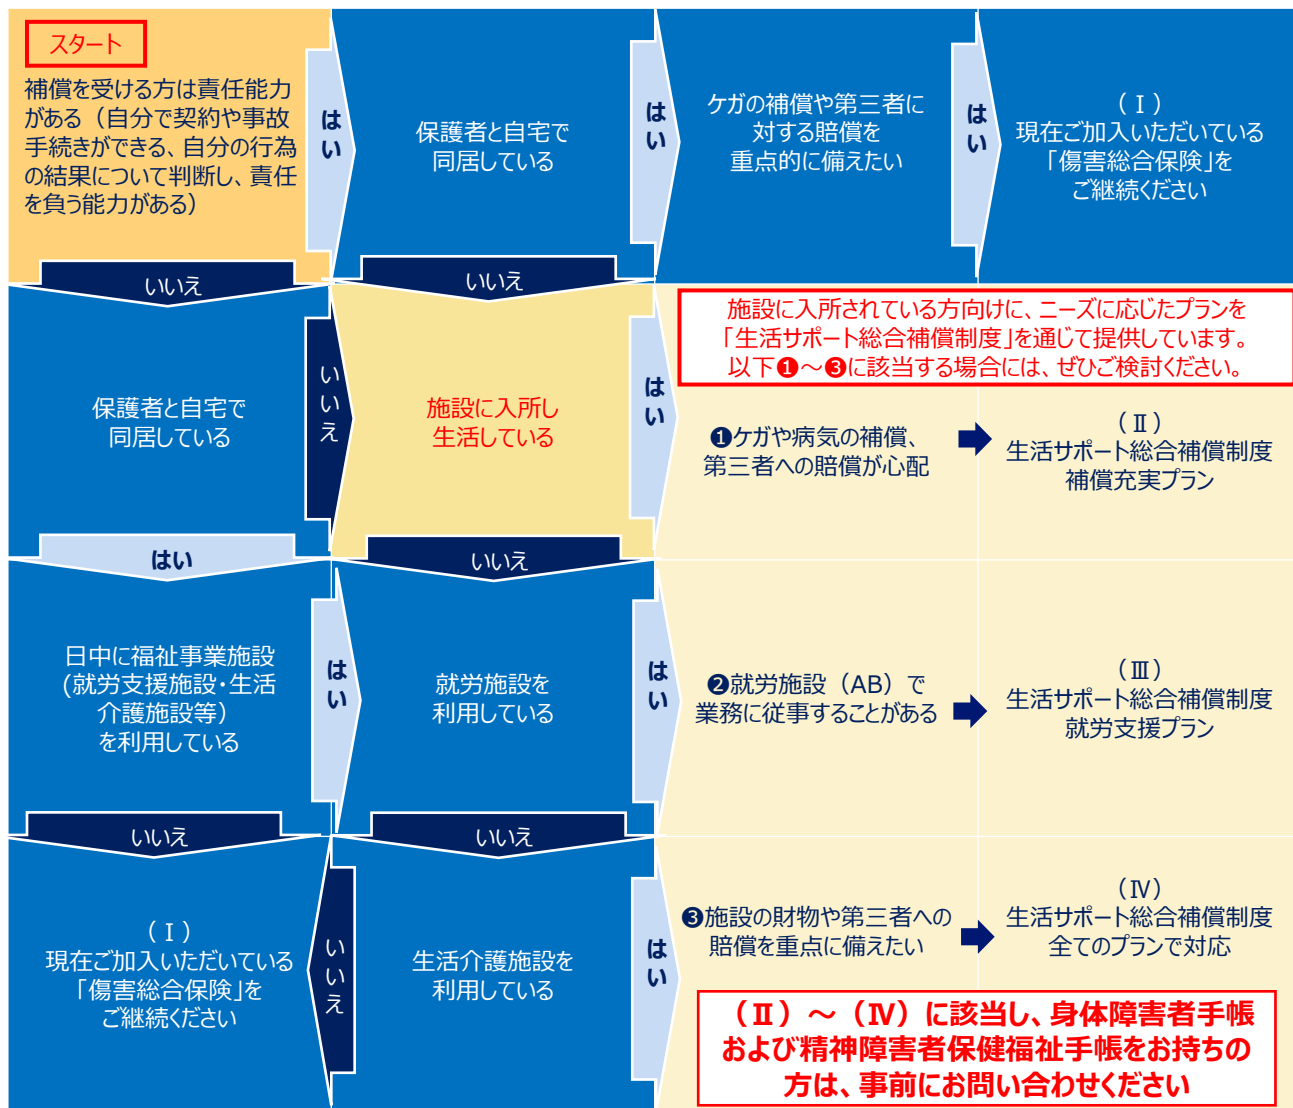 スタート
補償を受ける方は責任能力
がある（自分で契約や事故
手続きができる、自分の行為
の結果について判断し、責任
を負う能力がある）
はい
保護者と自宅で
同居している
はい
ケガの補償や第三者に
対する賠償を
重点的に備えたい
はい
（Ⅰ）
現在ご加入いただいている
「傷害総合保険」を
ご継続ください
いいえ
いいえ
保護者と自宅で
同居している
いいえ
施設に入所し
生活している
はい
施設に入所されている方向けに、ニーズに応じたプランを
「生活サポート総合補償制度」を通じて提供しています。
以下❶～❸に該当する場合には、ぜひご検討ください。
❶ケガや病気の補償、
第三者への賠償が心配
（Ⅱ）
生活サポート総合補償制度
補償充実プラン
はい
いいえ
日中に福祉事業施設
(就労支援施設・生活
介護施設等）
を利用している
はい
就労施設を
利用している
はい
❷就労施設（AB）で
業務に従事することがある
（Ⅲ）
生活サポート総合補償制度
就労支援プラン
いいえ
いいえ
（Ⅰ）
現在ご加入いただいている
「傷害総合保険」を
ご継続ください
いいえ
生活介護施設を
利用している
はい
❸施設の財物や第三者への
賠償を重点に備えたい
（Ⅳ）
生活サポート総合補償制度
全てのプランで対応
（Ⅱ）～（Ⅳ）に該当し、身体障害者手帳
および精神障害者保健福祉手帳をお持ちの
方は、事前にお問い合わせください